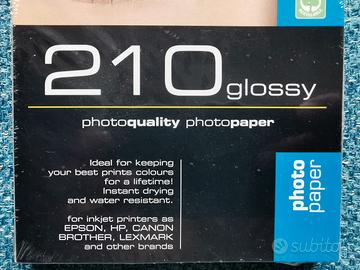 210 glossy
photoquality photopaper
Ideal for keeping
your best prints colours
for a lifetime!
Instant drying
and water resistant.
for inkjet printers as
EPSON, HP, CANON
BROTHER, LEXMARK
and other brands
photo
paper
subito